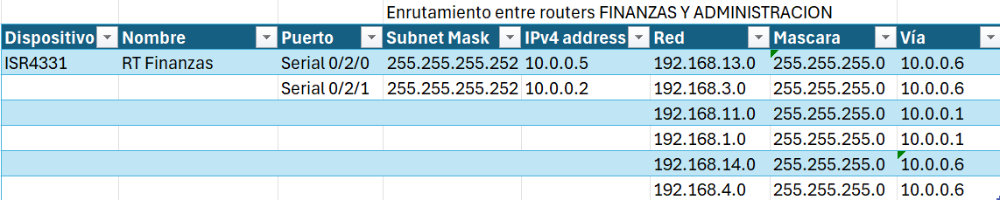 Enrutamiento entre routers FINANZAS Y ADMINISTRACION
Dispositivo Nombre Puerto Subnet Mask IPv4 address Red Mascara Vía
ISR4331 RT Finanzas Serial 0/2/0 255.255.255.252 10.0.0.5 192.168.13.0 255.255.255.0 10.0.0.6
Serial 0/2/1 255.255.255.252 10.0.0.2 192.168.3.0 255.255.255.0 10.0.0.6
192.168.11.0 255.255.255.0 10.0.0.1
192.168.1.0 255.255.255.0 10.0.0.1
192.168.14.0 255.255.255.0 10.0.0.6
192.168.4.0 255.255.255.0 10.0.0.6